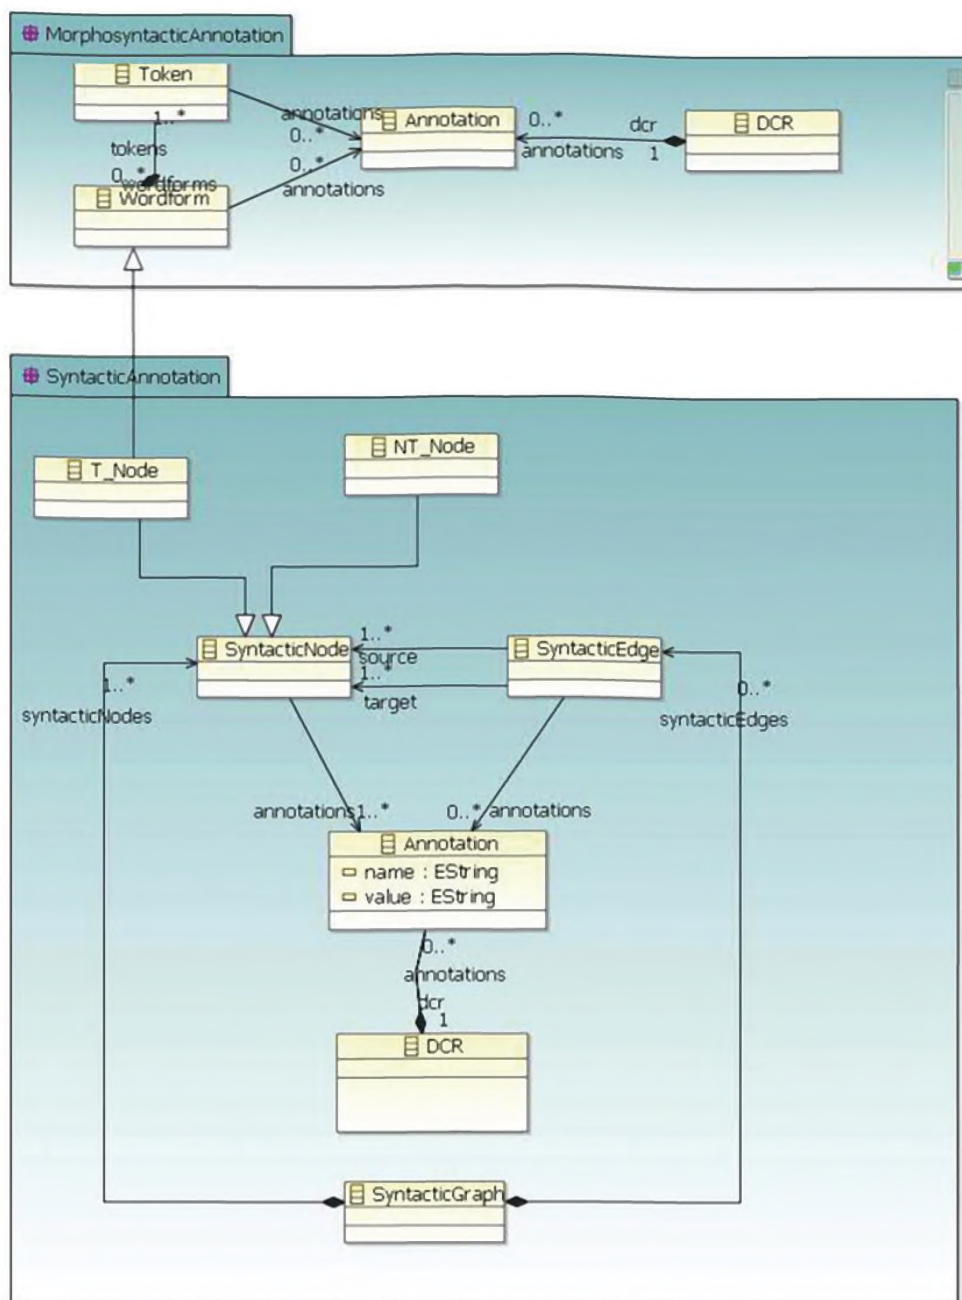 MorphosyntacticAnnotation
Token
1..*
annotations
0..*
Annotation
0..*
dcr
DCR
annotations
1
tokens
0..*
wordforms
0..*
annotations
Wordform
SyntacticAnnotation
T_Node
NT_Node
SyntacticNode
1..*
source
SyntacticEdge
1..*
target
1..*
syntacticNodes
0..*
syntacticEdges
annotations 1..*
0..* annotations
Annotation
name : EString
value : EString
0..*
annotations
dcr
1
DCR
SyntacticGraph